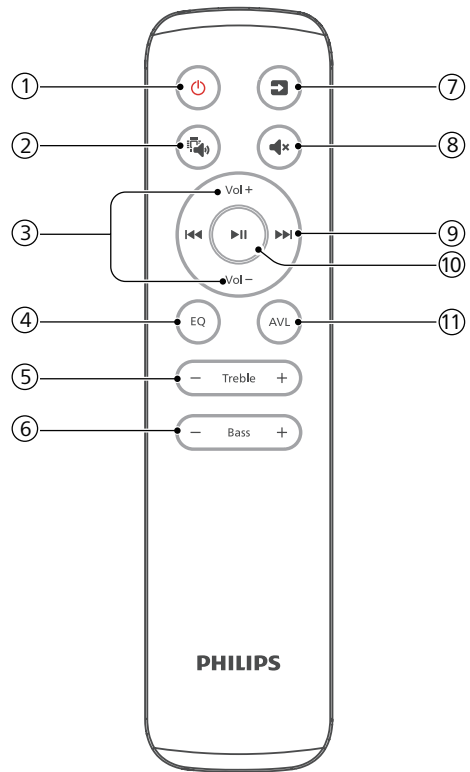 1
7
2
8
Vol+
3
9
10
Vol−
4
EQ
AVL
11
5
− Treble +
6
− Bass +
PHILIPS